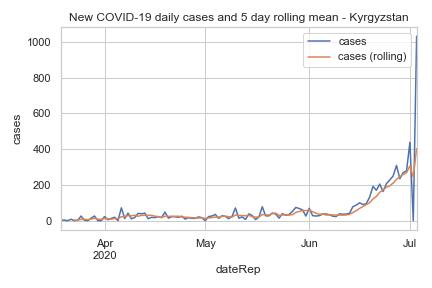 New COVID-19 daily cases and 5 day rolling mean - Kyrgyzstan
cases
cases (rolling)
1000
800
600
400
200
0
cases
Apr
2020
May
Jun
Jul
dateRep